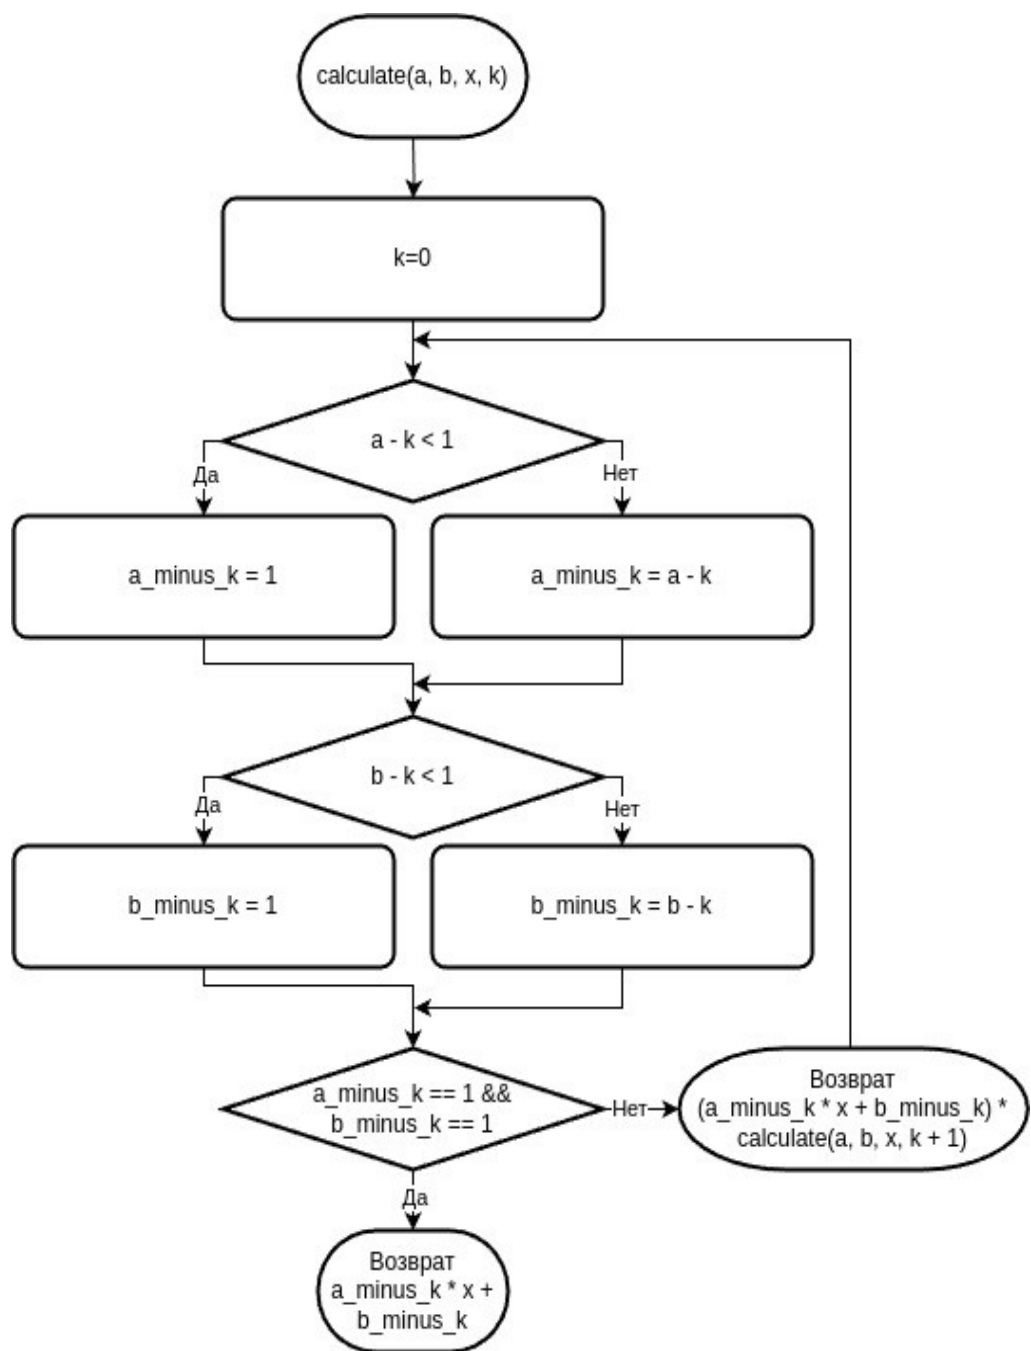 calculate(a, b, x, k)
k=0
a - k < 1
Да
Нет
a_minus_k = 1
a_minus_k = a - k
b - k < 1
Да
Нет
b_minus_k = 1
b_minus_k = b - k
a_minus_k == 1 &&
b_minus_k == 1
Нет
Возврат
(a_minus_k * x + b_minus_k) *
calculate(a, b, x, k + 1)
Да
Возврат
a_minus_k * x +
b_minus_k